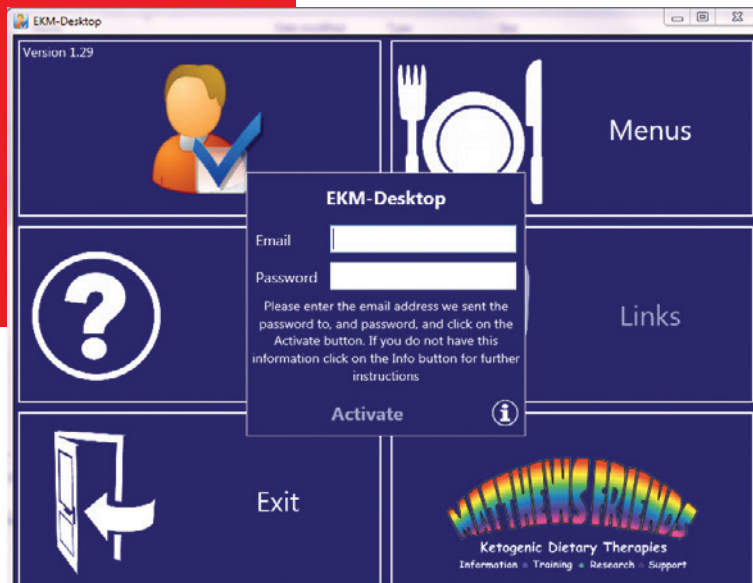 EKM-Desktop
Version 1.29
Menus
EKM-Desktop
Email
Password
Please enter the email address we sent the
password to, and password, and click on the
Activate button. If you do not have this
information click on the Info button for further
instructions
Activate
Links
Exit
MATTHEWS FRIENDS
Ketogenic Dietary Therapies
Information Training Research Support